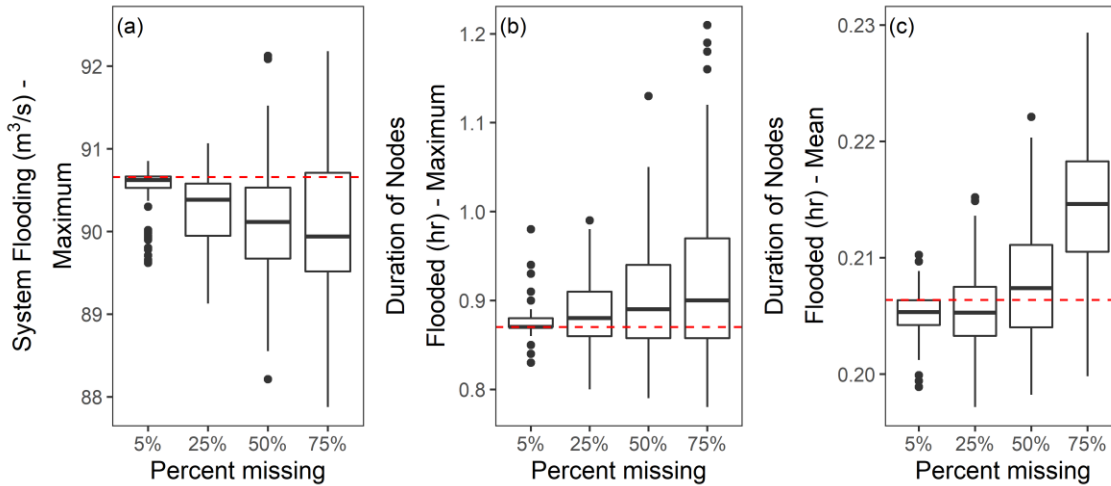 System Flooding (m³/s) -
Maximum
(a)
92
91
90
89
88
5%
25%
50%
75%
Percent missing
Duration of Nodes
Flooded (hr) - Maximum
(b)
1.2
1.1
1.0
0.9
0.8
5%
25%
50%
75%
Percent missing
Duration of Nodes
Flooded (hr) - Mean
(c)
0.23
0.22
0.21
0.20
5%
25%
50%
75%
Percent missing